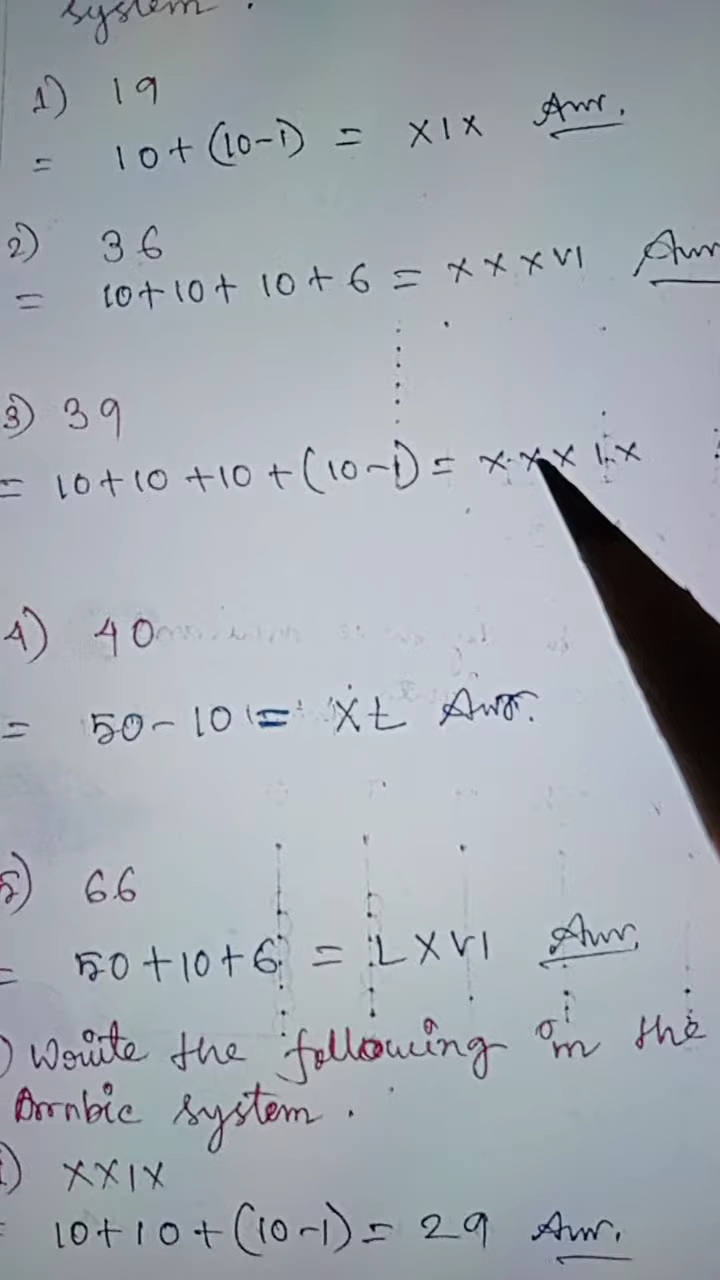 system.
1) 19
= 10+(10-1) = XIX Ans.
2) 36
= 10+10+10+6 = XXXVI Ans
3) 39
= 10+10+10+(10-1) = XXXIX
4) 40
= 50-10 = XL Ans.
5) 66
= 50+10+6 = LXVI Ans.
) Write the following in the
Arabic system.
i) XXIX
= 10+10+(10-1) = 29 Ans.